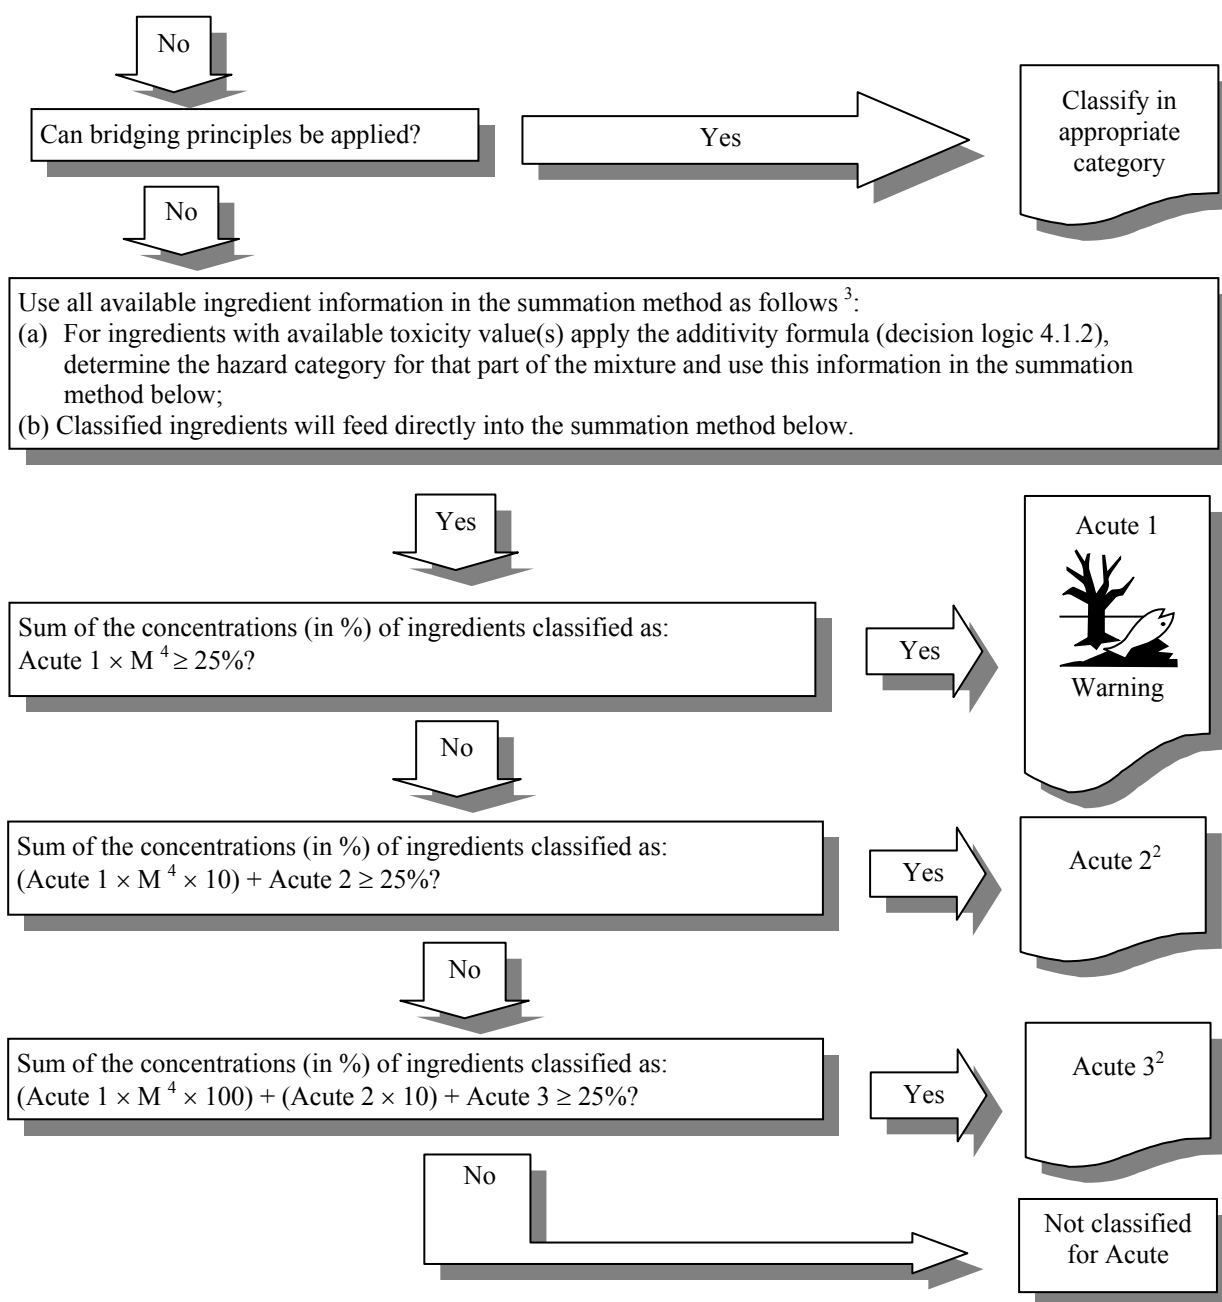 No
Can bridging principles be applied?
Yes
Classify in
appropriate
category
No
Use all available ingredient information in the summation method as follows ³:
(a) For ingredients with available toxicity value(s) apply the additivity formula (decision logic 4.1.2),
determine the hazard category for that part of the mixture and use this information in the summation
method below;
(b) Classified ingredients will feed directly into the summation method below.
Yes
Sum of the concentrations (in %) of ingredients classified as:
Acute 1 × M ⁴ ≥ 25%?
Yes
Acute 1
Warning
No
Sum of the concentrations (in %) of ingredients classified as:
(Acute 1 × M ⁴ × 10) + Acute 2 ≥ 25%?
Yes
Acute 2²
No
Sum of the concentrations (in %) of ingredients classified as:
(Acute 1 × M ⁴ × 100) + (Acute 2 × 10) + Acute 3 ≥ 25%?
Yes
Acute 3²
No
Not classified
for Acute